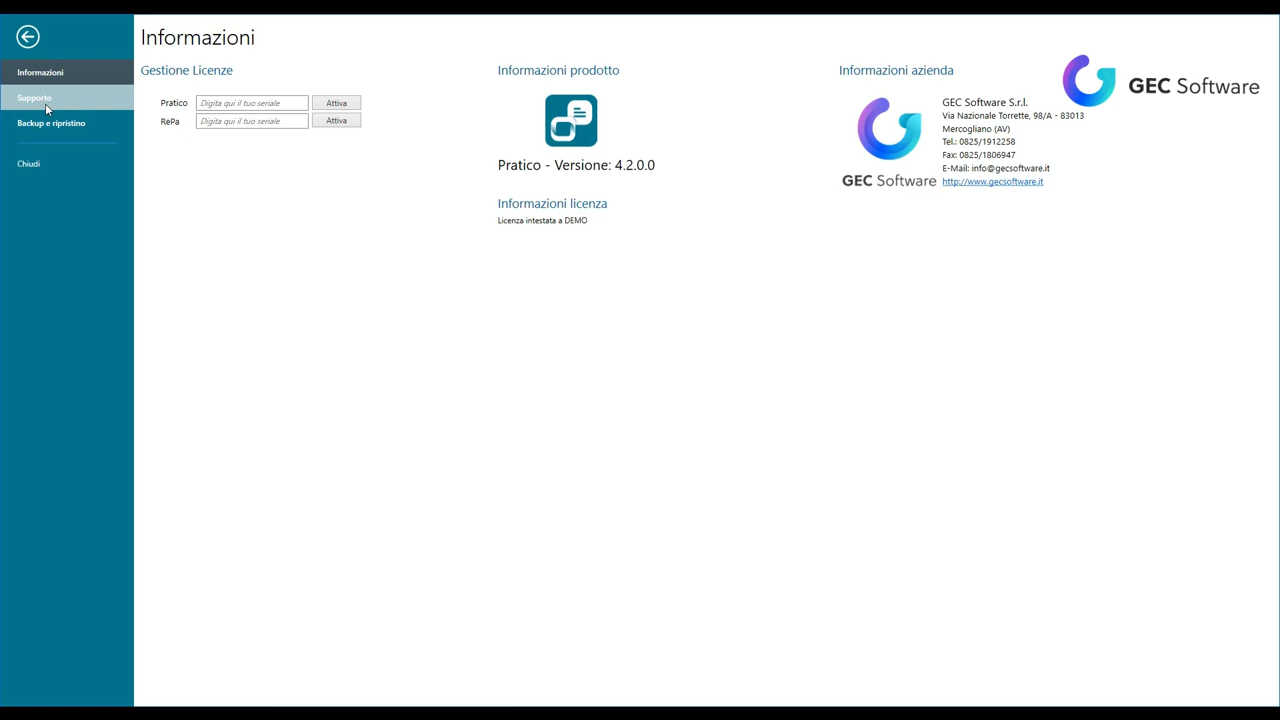 Informazioni
Supporto
Backup e ripristino
Chiudi
Informazioni
Gestione Licenze
Pratico
Digita qui il tuo seriale
Attiva
RePa
Digita qui il tuo seriale
Attiva
Informazioni prodotto
Pratico - Versione: 4.2.0.0
Informazioni licenza
Licenza intestata a DEMO
Informazioni azienda
GEC Software
GEC Software S.r.l.
Via Nazionale Torrette, 98/A - 83013
Mercogliano (AV)
Tel.: 0825/1912258
Fax: 0825/1806947
E-Mail: info@gecsoftware.it
http://www.gecsoftware.it
GEC Software